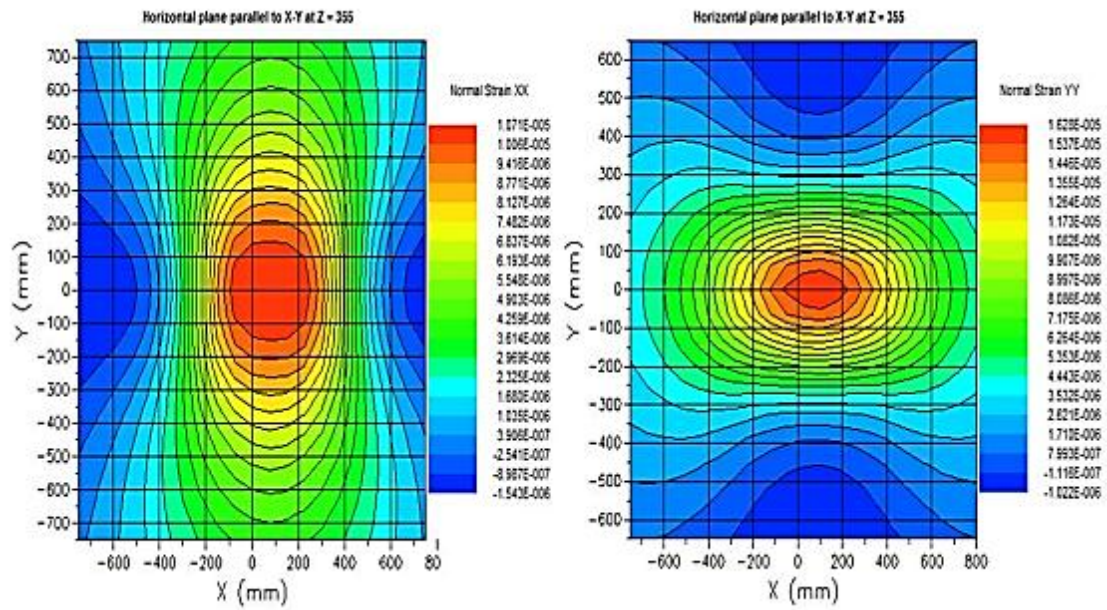 Horizontal plane parallel to X-Y at Z = 355
700
600
500
400
300
200
100
0
-100
-200
-300
-400
-500
-600
-700
Y (mm)
-600 -400 -200 0 200 400 600 80
X (mm)
Normal Strain XX
1.071E-005
1.006E-005
9.416E-006
8.771E-006
8.127E-006
7.482E-006
6.837E-006
6.193E-006
5.548E-006
4.903E-006
4.259E-006
3.614E-006
2.969E-006
2.325E-006
1.680E-006
1.035E-006
3.906E-007
-2.541E-007
-8.987E-007
-1.543E-006
Horizontal plane parallel to X-Y at Z = 355
600
500
400
300
200
100
0
-100
-200
-300
-400
-500
-600
Y (mm)
-600 -400 -200 0 200 400 600 800
X (mm)
Normal Strain YY
1.628E-005
1.537E-005
1.446E-005
1.355E-005
1.264E-005
1.173E-005
1.082E-005
9.907E-006
8.997E-006
8.086E-006
7.175E-006
6.264E-006
5.353E-006
4.443E-006
3.532E-006
2.621E-006
1.710E-006
7.993E-007
-1.116E-007
-1.022E-006